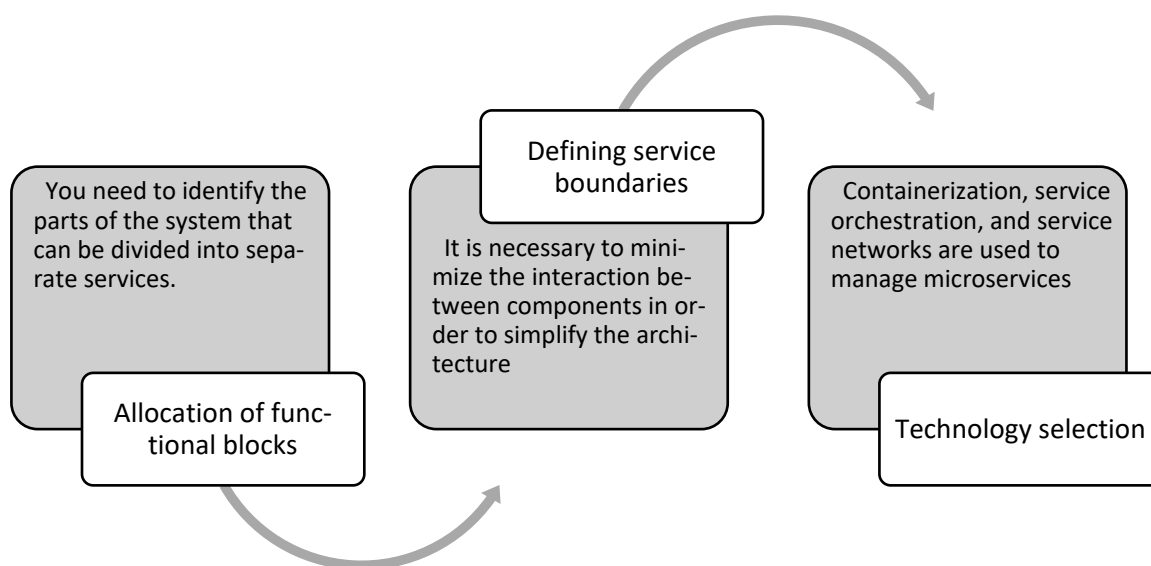 You need to identify the
parts of the system that
can be divided into sepa-
rate services.
Allocation of func-
tional blocks
Defining service
boundaries
It is necessary to mini-
mize the interaction be-
tween components in or-
der to simplify the archi-
tecture
Containerization, service
orchestration, and service
networks are used to
manage microservices
Technology selection